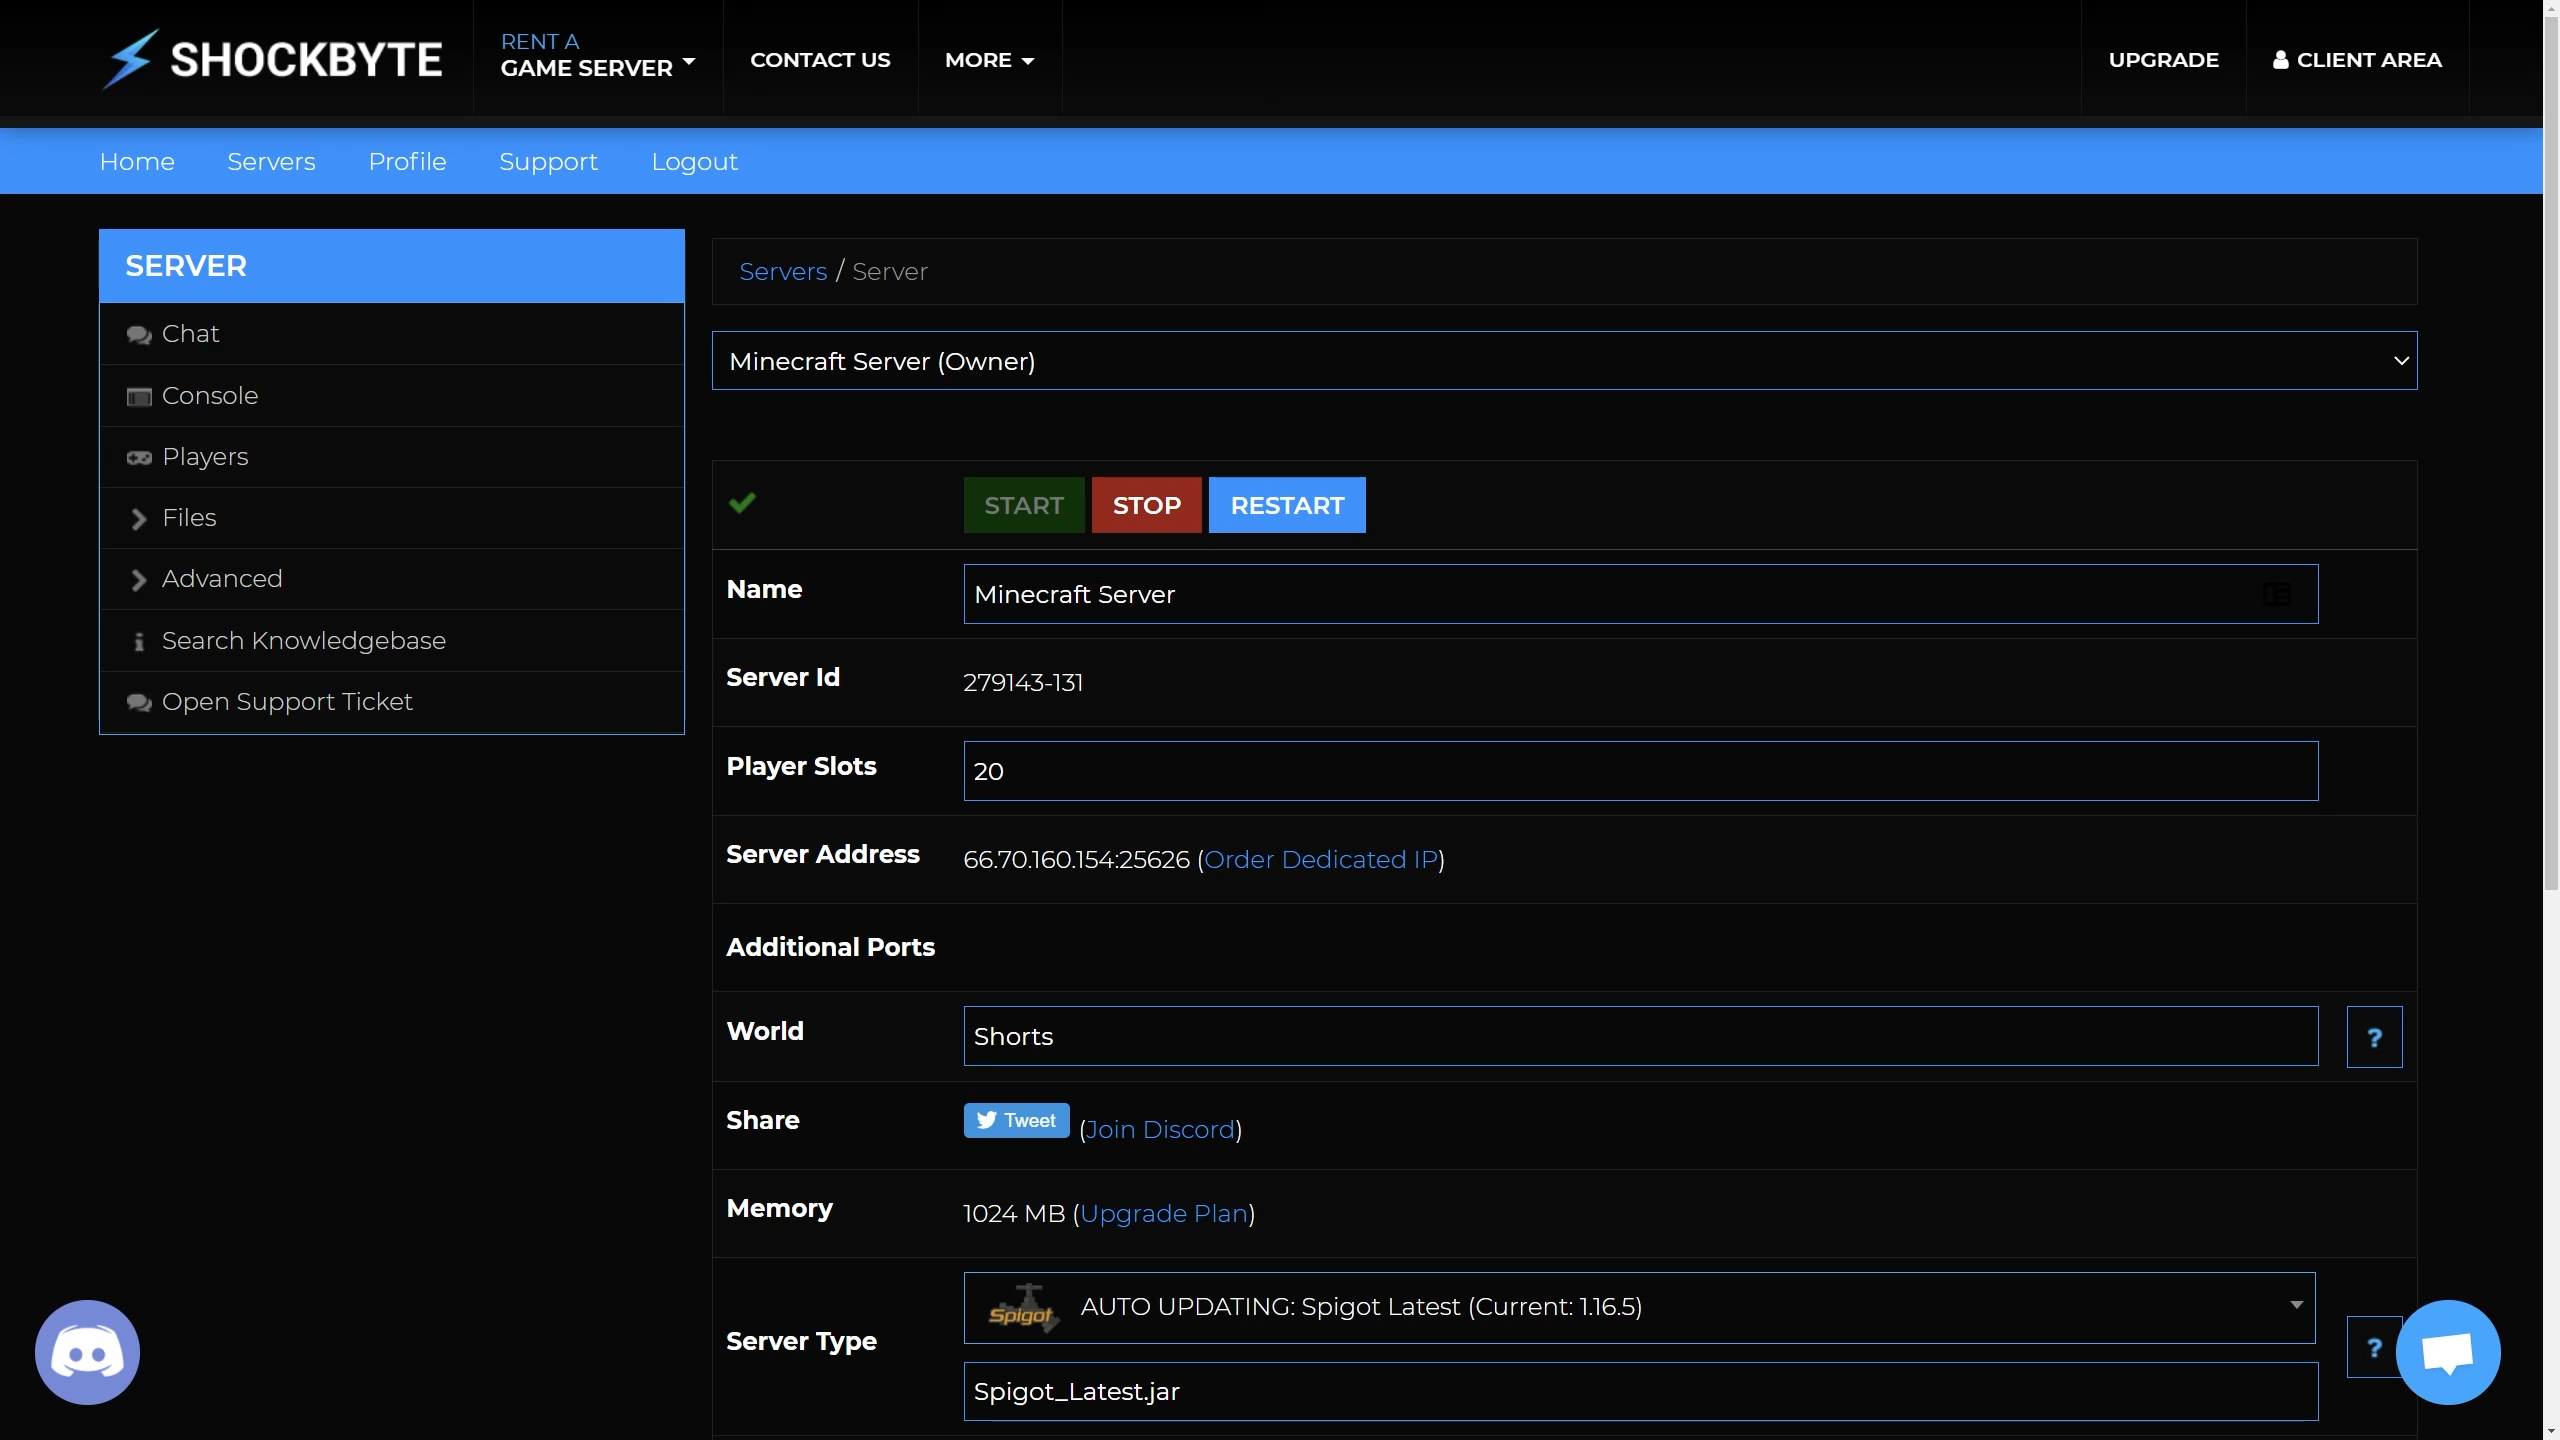 SHOCKBYTE
RENT A
GAME SERVER
CONTACT US
MORE
UPGRADE
CLIENT AREA
Home
Servers
Profile
Support
Logout
SERVER
Chat
Console
Players
Files
Advanced
Search Knowledgebase
Open Support Ticket
Servers / Server
Minecraft Server (Owner)
START
STOP
RESTART
Name
Minecraft Server
Server Id
279143-131
Player Slots
20
Server Address
66.70.160.154:25626 (Order Dedicated IP)
Additional Ports
World
Shorts
?
Share
Tweet
(Join Discord)
Memory
1024 MB (Upgrade Plan)
Server Type
Spigot
AUTO UPDATING: Spigot Latest (Current: 1.16.5)
?
Spigot_Latest.jar